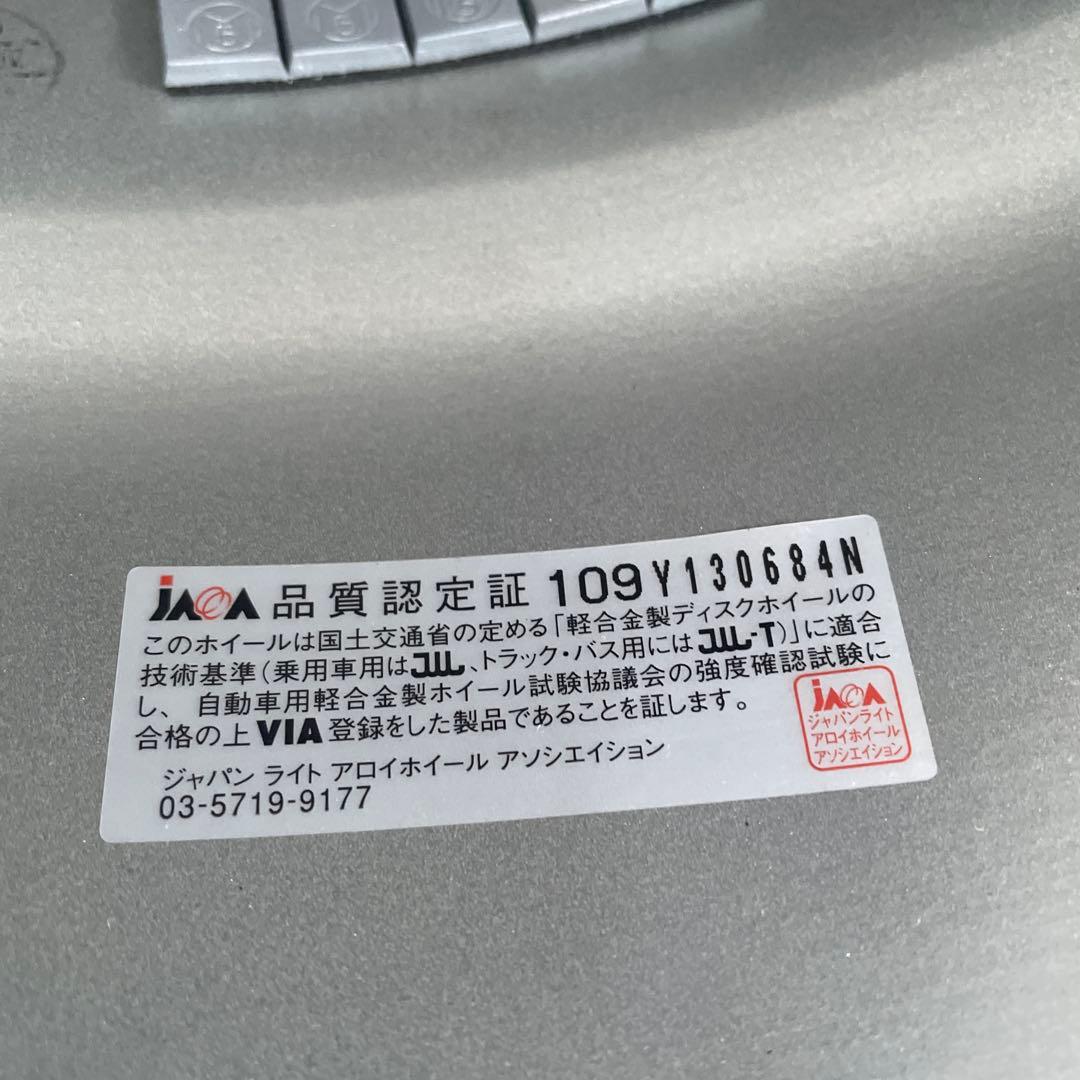 5 5 5
JAWA 品質認定証 109Y130684N
このホイールは国土交通省の定める「軽合金製ディスクホイールの
技術基準(乗用車用はJWL、トラック・バス用にはJWL-T)」に適合
し、自動車用軽合金製ホイール試験協議会の強度確認試験に
合格の上VIA登録をした製品であることを証します。
ジャパン ライト アロイホイール アソシエイション
03-5719-9177
JAWA
ジャパンライト
アロイホイール
アソシエイション